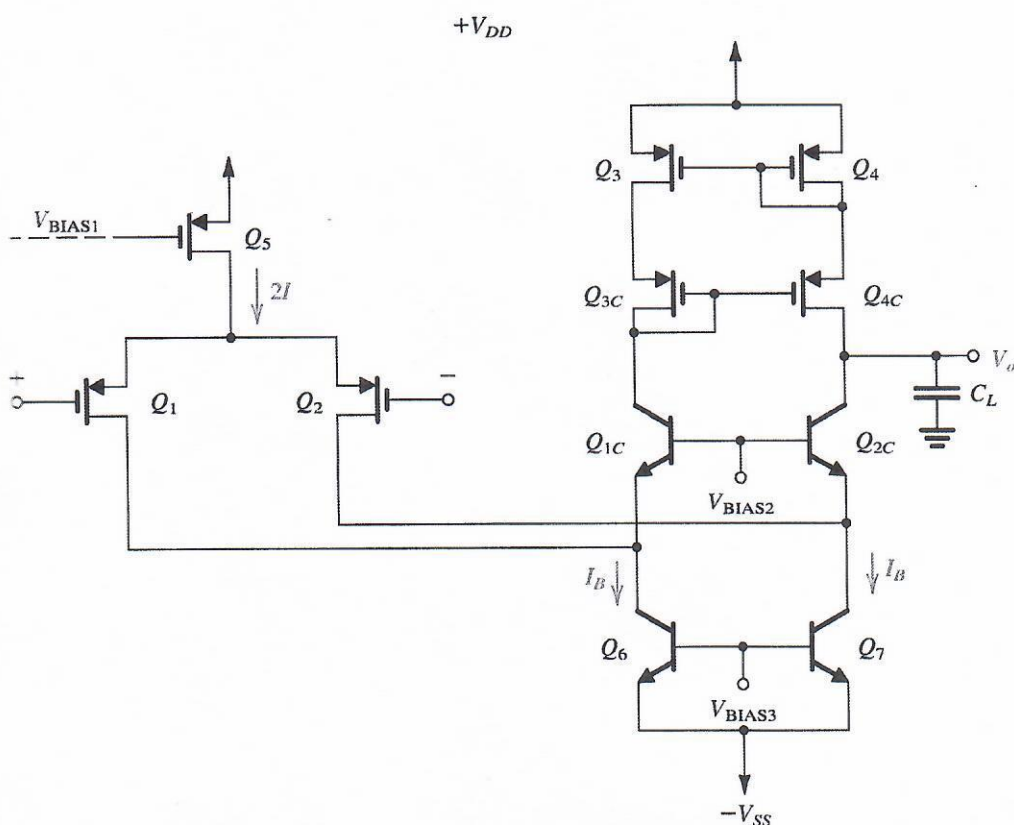 +V_DD
Q_3
Q_4
V_BIAS1
Q_5
2I
Q_3C
Q_4C
+
Q_1
Q_2
−
V_o
C_L
Q_1C
Q_2C
V_BIAS2
I_B
I_B
Q_6
Q_7
V_BIAS3
−V_SS